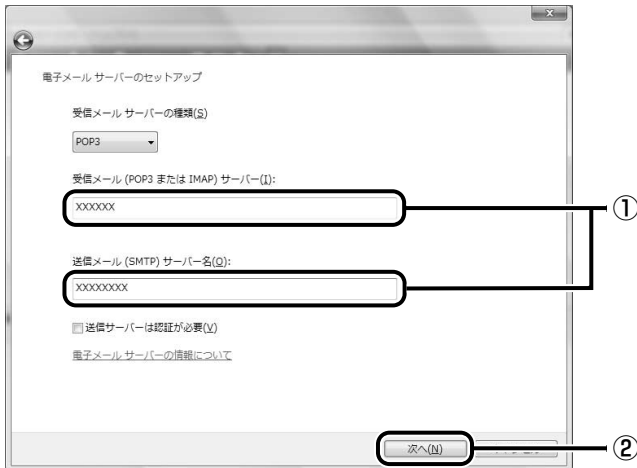 電子メール サーバーのセットアップ
受信メール サーバーの種類(S)
POP3
受信メール (POP3 または IMAP) サーバー(I):
XXXXXX
①
送信メール (SMTP) サーバー名(O):
XXXXXXXX
送信サーバーは認証が必要(V)
電子メール サーバーの情報について
次へ(N)
②